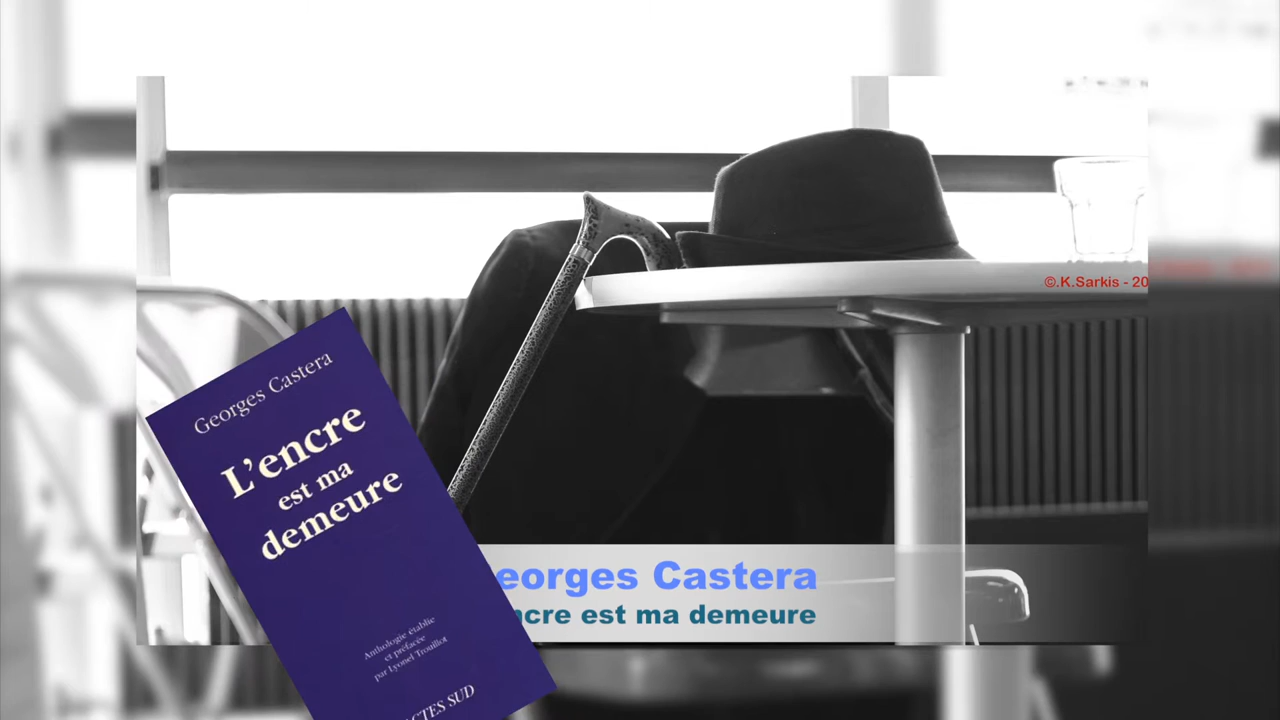 Georges Castera
L'encre
est ma
demeure
Anthologie établie
et préfacée
par Lyonel Trouillot
ACTES SUD
©.K.Sarkis - 20
eorges Castera
ncre est ma demeure